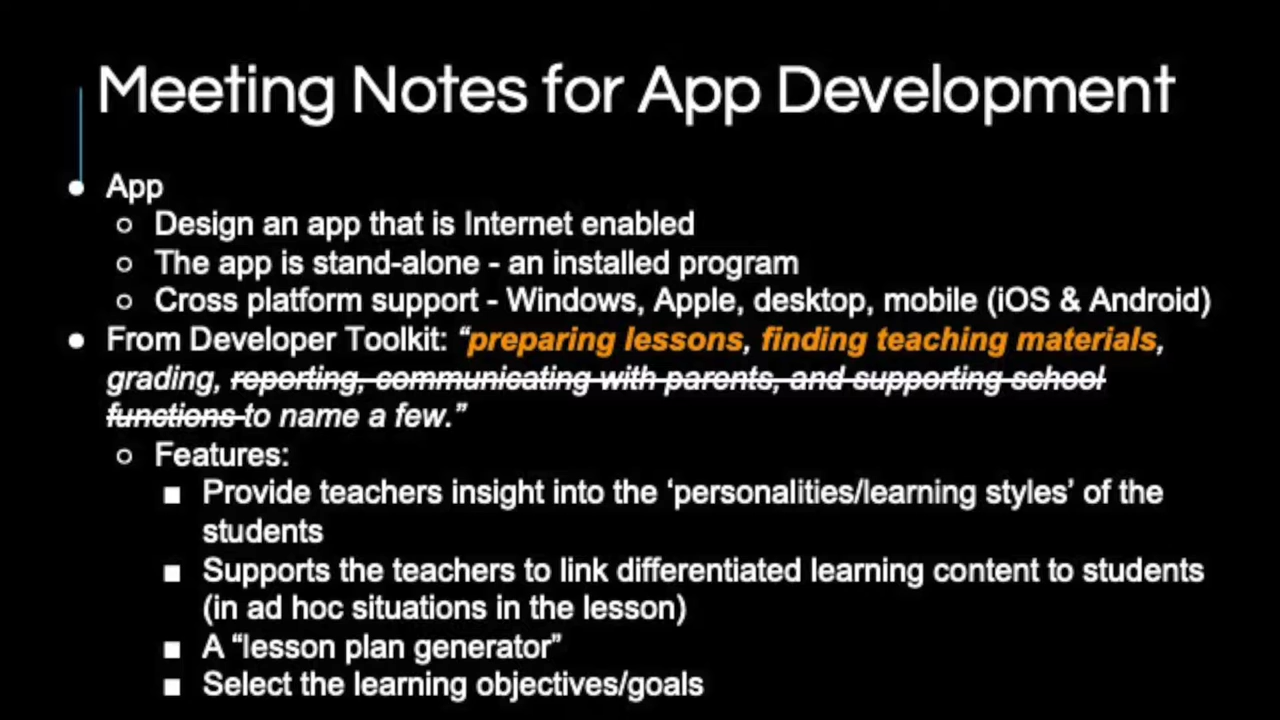 Meeting Notes for App Development
● App
○ Design an app that is Internet enabled
○ The app is stand-alone - an installed program
○ Cross platform support - Windows, Apple, desktop, mobile (iOS & Android)
● From Developer Toolkit: “preparing lessons, finding teaching materials,
grading, reporting, communicating with parents, and supporting school
functions to name a few.”
○ Features:
■ Provide teachers insight into the ‘personalities/learning styles’ of the
students
■ Supports the teachers to link differentiated learning content to students
(in ad hoc situations in the lesson)
■ A “lesson plan generator”
■ Select the learning objectives/goals